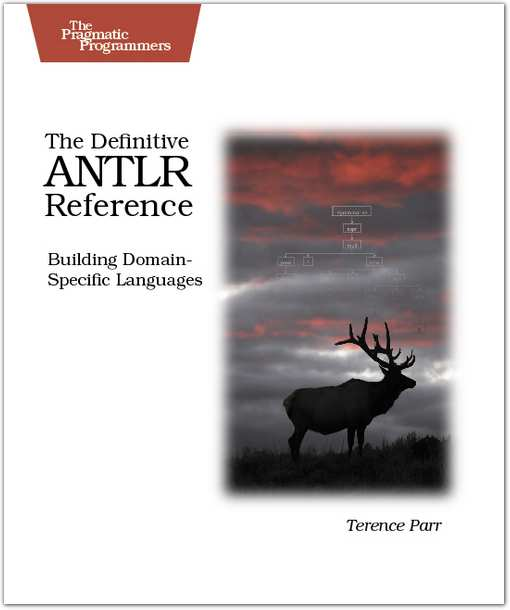 The
Pragmatic
Programmers
The Definitive
ANTLR
Reference
Building Domain-
Specific Languages
Terence Parr